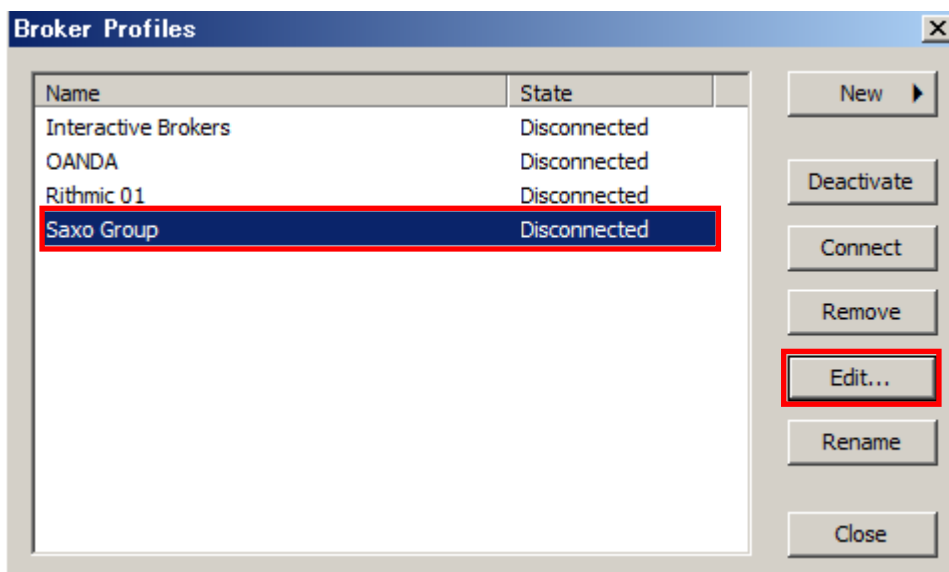 Broker Profiles
Name State
Interactive Brokers Disconnected
OANDA Disconnected
Rithmic 01 Disconnected
Saxo Group Disconnected
New
Deactivate
Connect
Remove
Edit...
Rename
Close